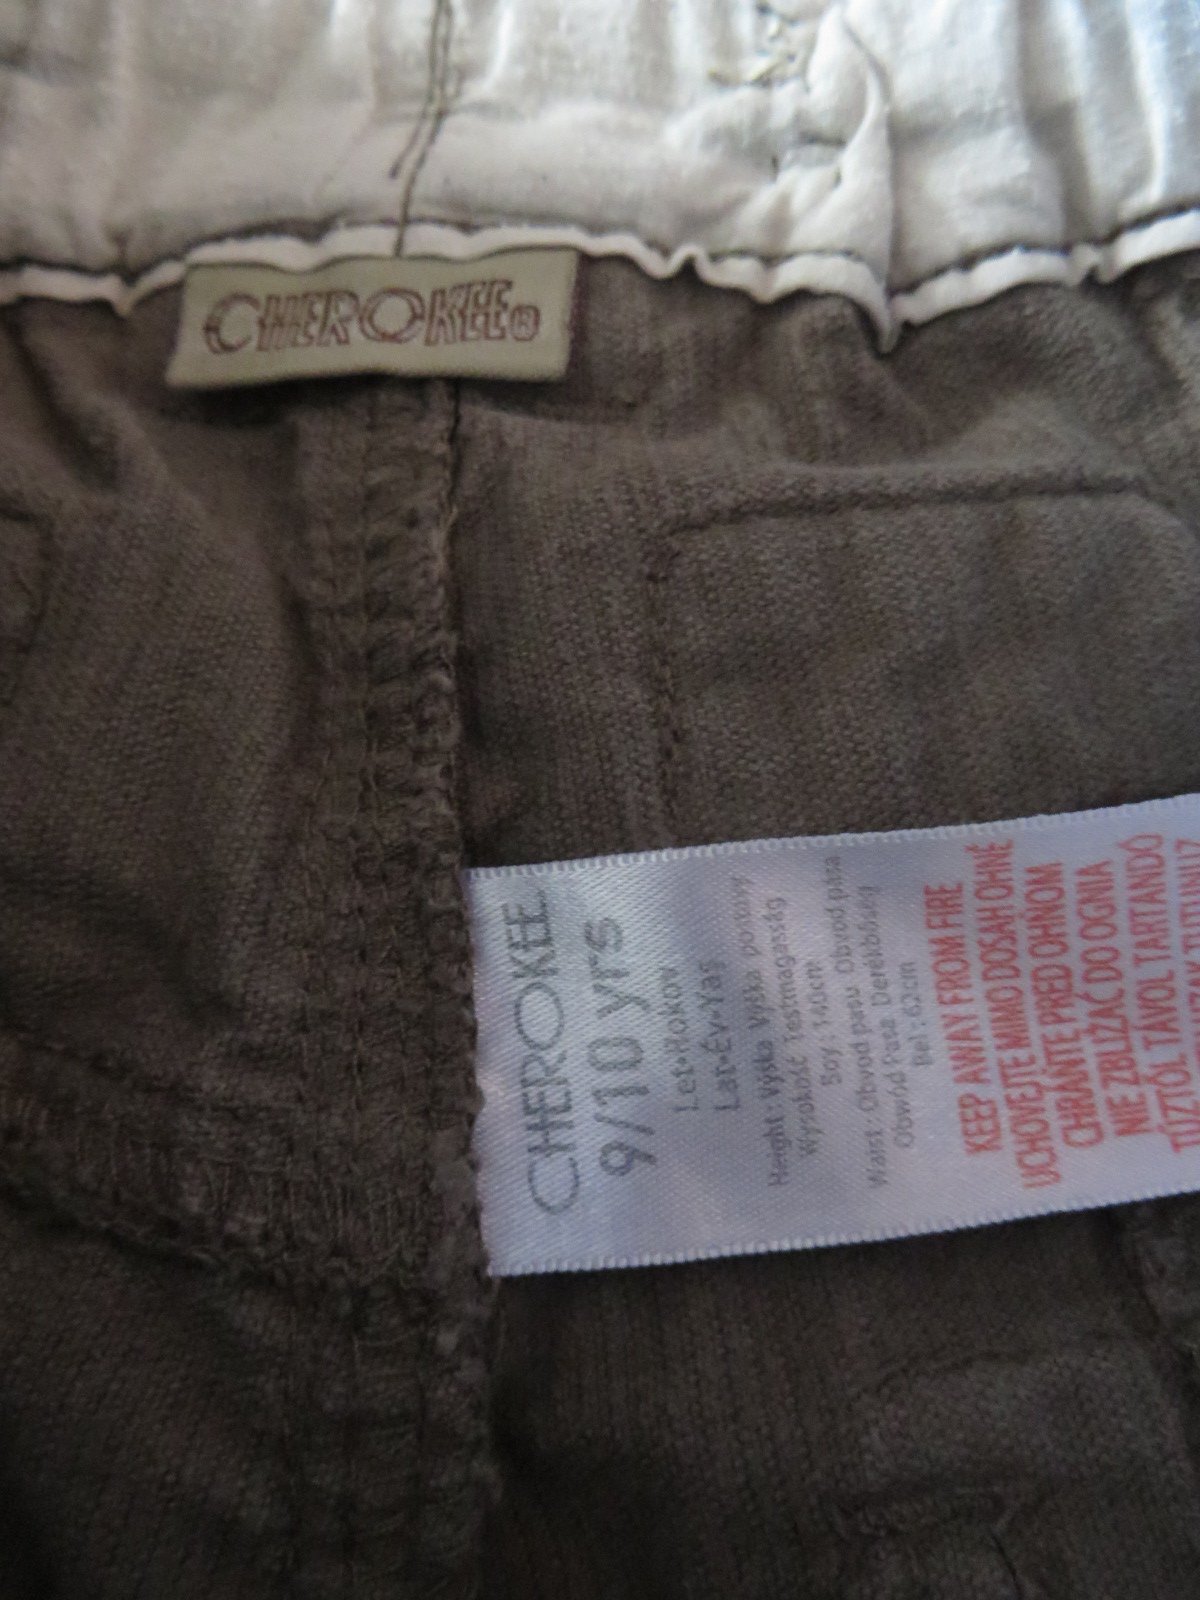 CHEROKEE®
CHEROKEE
9/10 yrs
Let•Rokov
Lat•Év•Yaş
Height: Výška Výška postavy
Wysokość Testmagasság
Boy: 140cm
Waist: Obvod pasu Obvod pasa
Obwód Pasa Derékbőség
Bel: 62cm
KEEP AWAY FROM FIRE
UCHOVEJTE MIMO DOSAH OHNĚ
CHRÁŇTE PRED OHŇOM
NIE ZBLIŻAĆ DO OGNIA
TŰZTŐL TÁVOL TARTANDÓ